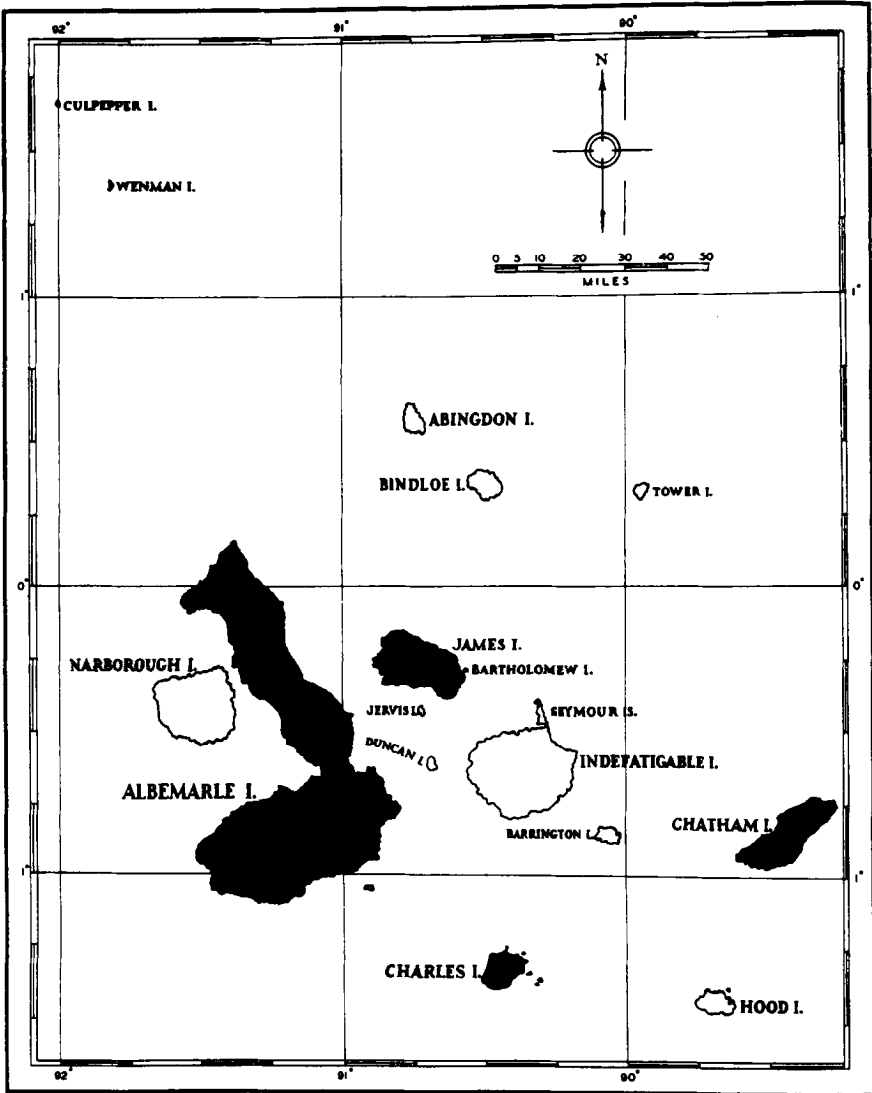 92° 91 90°
N
CULPEPPER I.
WENMAN I.
0 5 10 20 30 40 50
MILES
1° 1°
ABINGDON I.
BINDLOE I.
TOWER I.
0° 0°
JAMES I.
NARBOROUGH I.
BARTHOLOMEW I.
JERVIS I.
SEYMOUR IS.
DUNCAN I.
INDEFATIGABLE I.
ALBEMARLE I.
CHATHAM I.
BARRINGTON I.
1° 1°
CHARLES I.
HOOD I.
92° 91° 90°